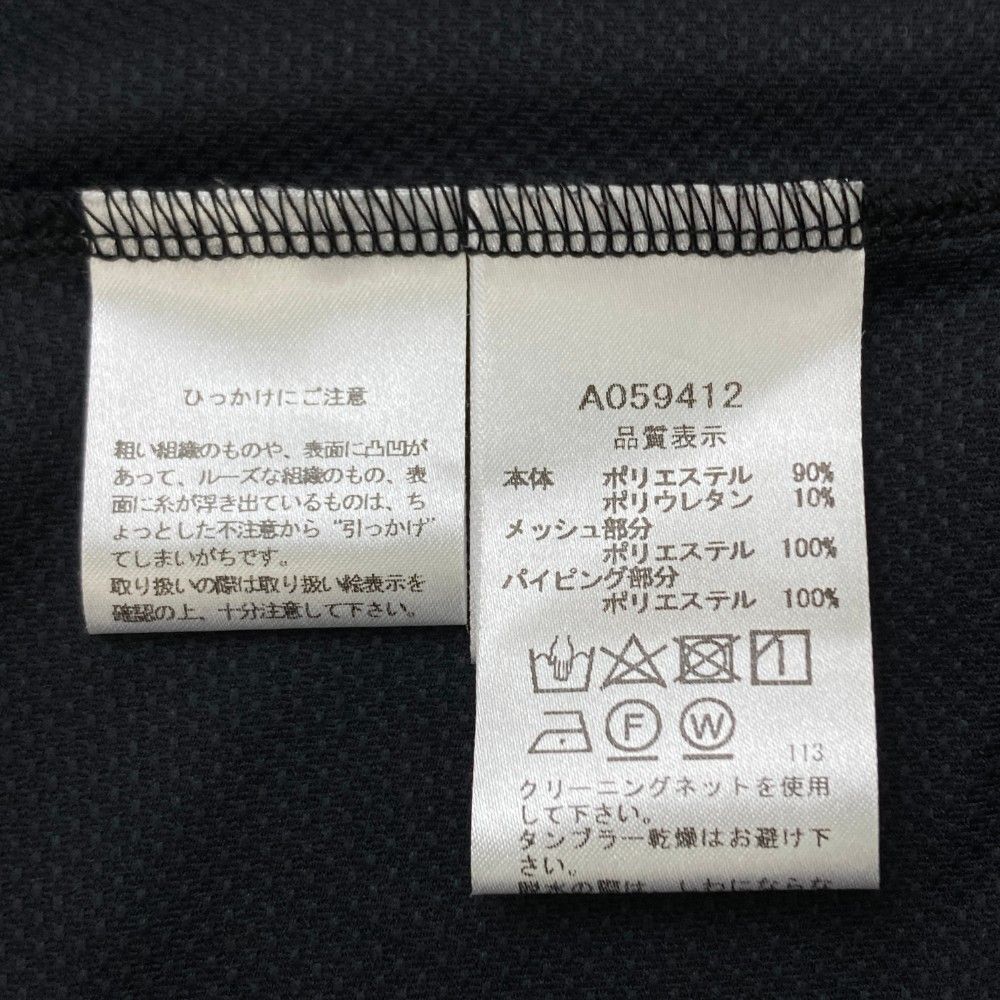 ひっかけにご注意
粗い組織のものや、表面に凸凹が
あって、ルーズな組織のもの、表
面に糸が浮き出ているものは、ち
ょっとした不注意から“引っかけ”
てしまいがちです。
取り扱いの際は取り扱い絵表示を
確認の上、十分注意して下さい。
A059412
品質表示
本体 ポリエステル 90%
ポリウレタン 10%
メッシュ部分
ポリエステル 100%
パイピング部分
ポリエステル 100%
F W 113
クリーニングネットを使用
して下さい。
タンブラー乾燥はお避け下
さい。
の際は、しわにならな